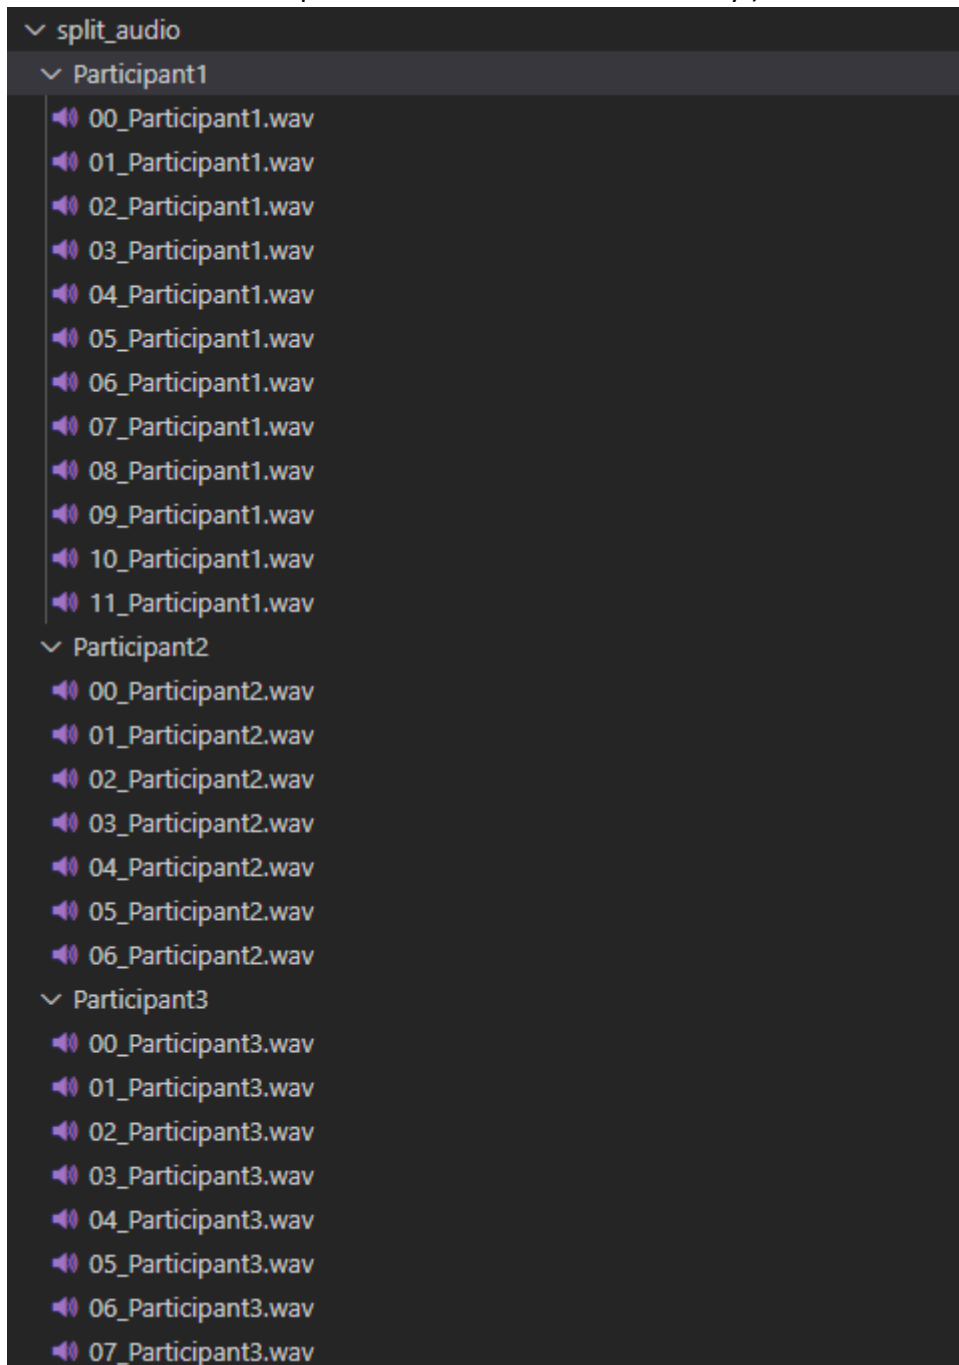 split_audio
Participant1
00_Participant1.wav
01_Participant1.wav
02_Participant1.wav
03_Participant1.wav
04_Participant1.wav
05_Participant1.wav
06_Participant1.wav
07_Participant1.wav
08_Participant1.wav
09_Participant1.wav
10_Participant1.wav
11_Participant1.wav
Participant2
00_Participant2.wav
01_Participant2.wav
02_Participant2.wav
03_Participant2.wav
04_Participant2.wav
05_Participant2.wav
06_Participant2.wav
Participant3
00_Participant3.wav
01_Participant3.wav
02_Participant3.wav
03_Participant3.wav
04_Participant3.wav
05_Participant3.wav
06_Participant3.wav
07_Participant3.wav